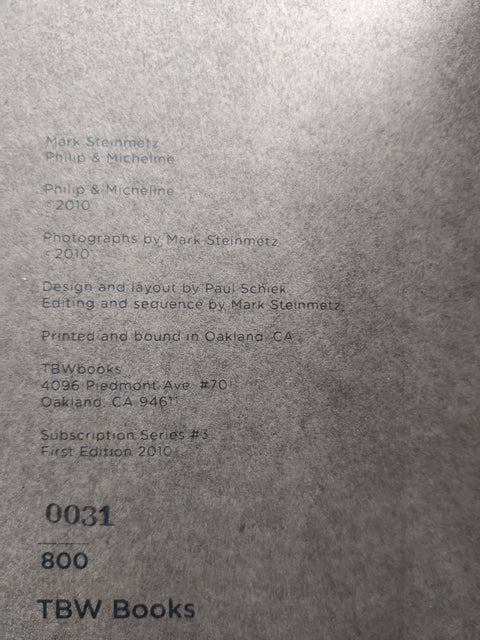 Mark Steinmetz
Philip & Micheline
Philip & Micheline
© 2010
Photographs by Mark Steinmetz
© 2010
Design and layout by Paul Schiek
Editing and sequence by Mark Steinmetz
Printed and bound in Oakland, CA
TBWbooks
4096 Piedmont Ave. #701
Oakland, CA 94611
Subscription Series #3
First Edition 2010
0031
800
TBW Books